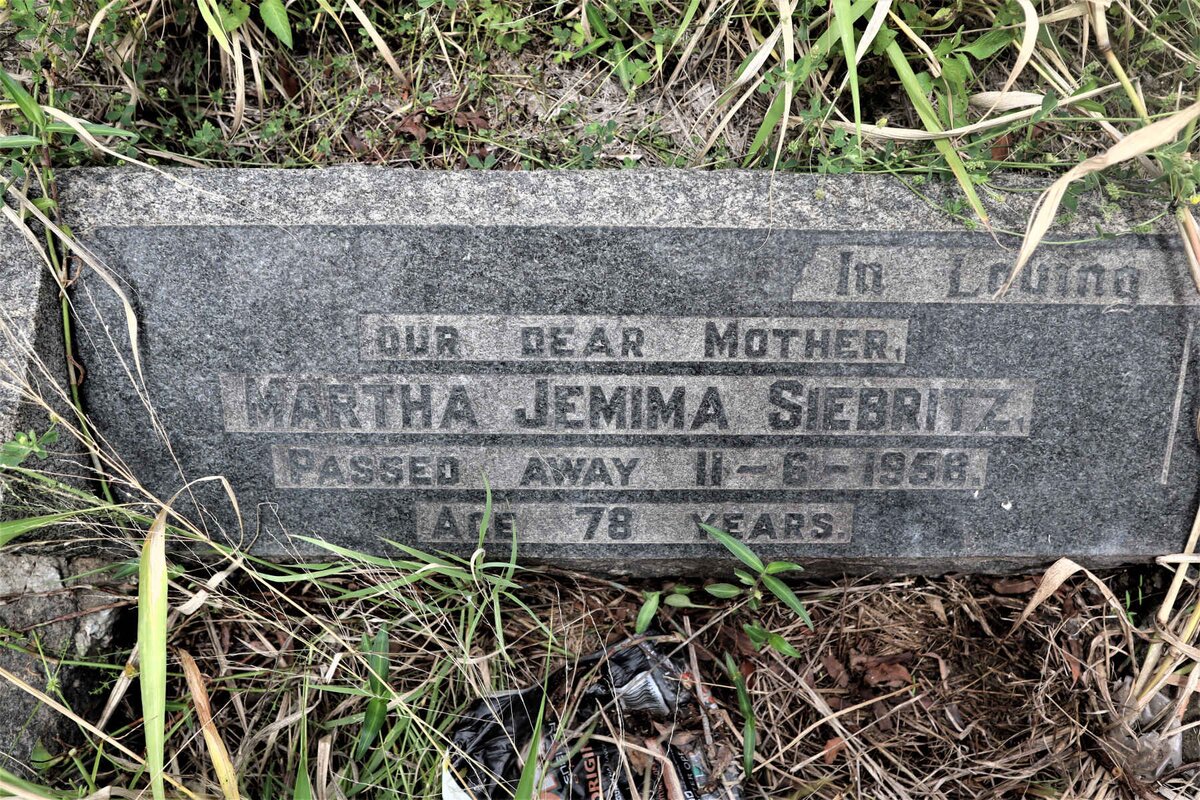 In Loving
OUR DEAR MOTHER,
MARTHA JEMIMA SIEBRITZ,
PASSED AWAY 11-6-1958.
AGE 78 YEARS.